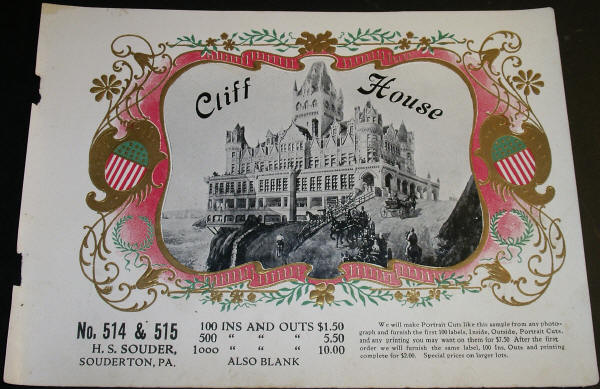 Cliff House
No. 514 & 515
H. S. SOUDER,
SOUDERTON, PA.
100 INS AND OUTS $1.50
500 " " " 5.50
1000 " " " 10.00
ALSO BLANK
We will make Portrait Cuts like this sample from any photo-
graph and furnish the first 100 labels, Inside, Outside, Portrait Cuts,
and any printing you may want on them for $7.50 After the first
order we will furnish the same label, 100 Ins, Outs and printing
complete for $2.00. Special prices on larger lots.